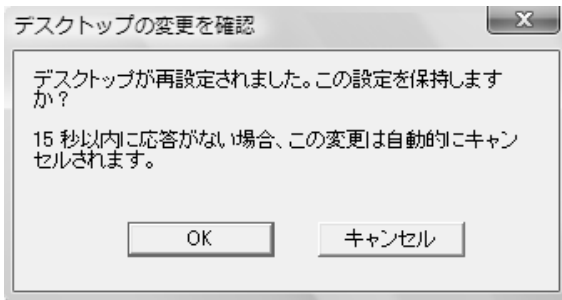 デスクトップの変更を確認
デスクトップが再設定されました。この設定を保持します
か？
15 秒以内に応答がない場合、この変更は自動的にキャン
セルされます。
OK
キャンセル